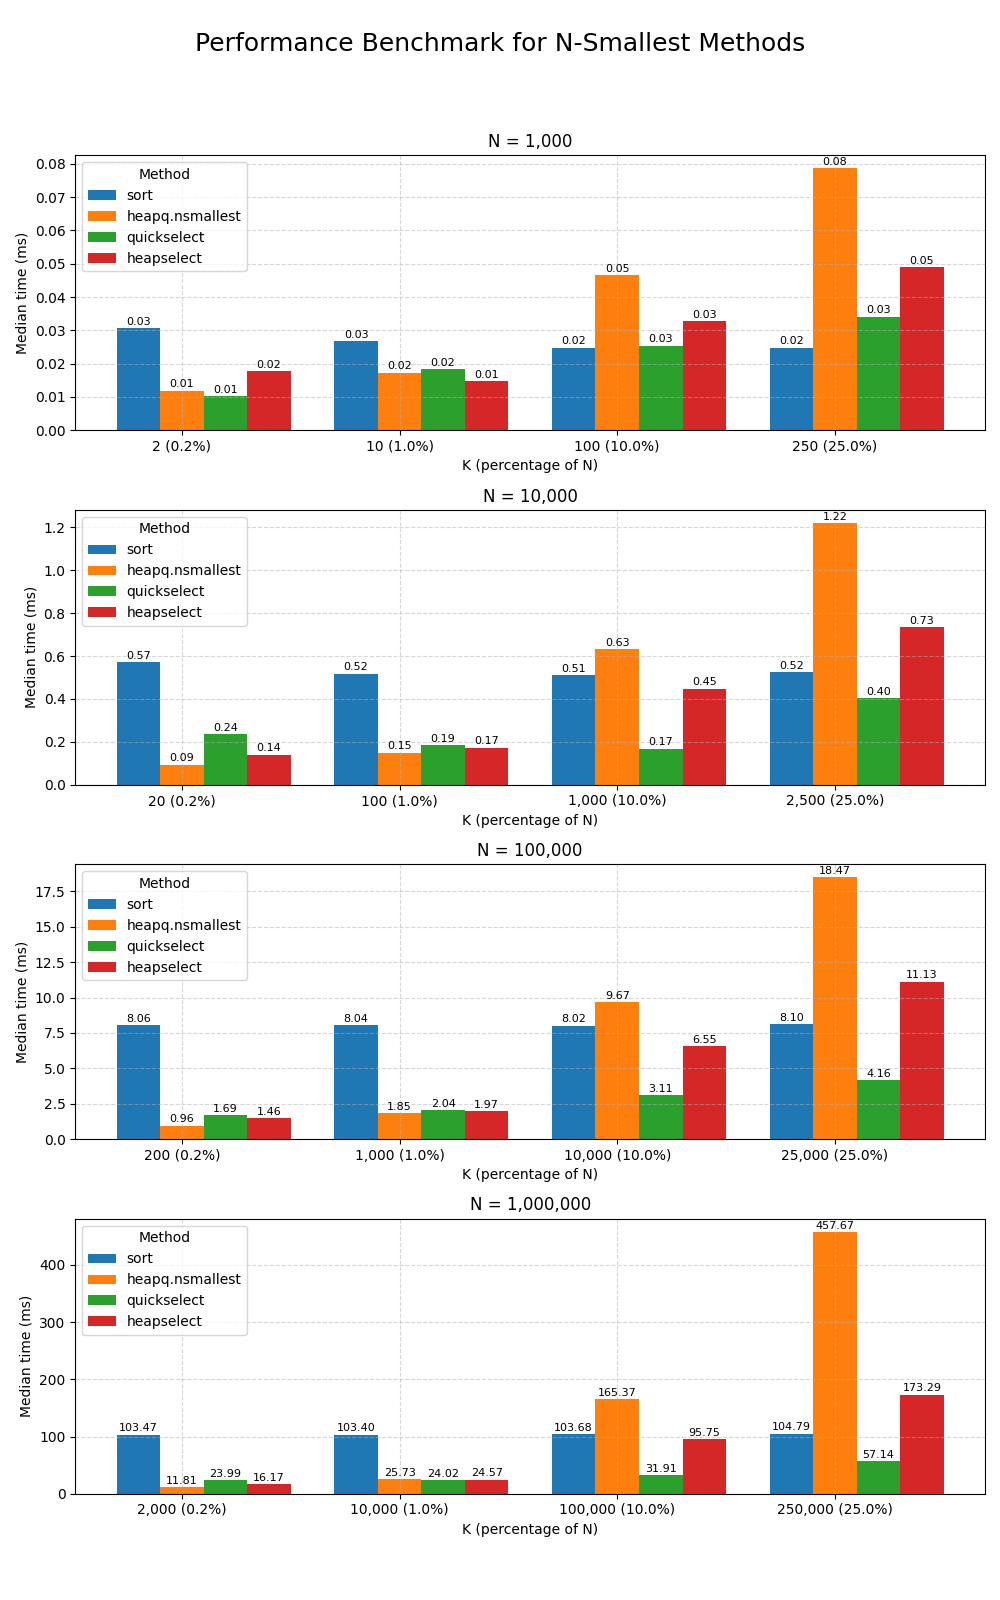 Performance Benchmark for N-Smallest Methods
N = 1,000
Median time (ms)
0.08
0.07
0.06
0.05
0.04
0.03
0.02
0.01
0.00
Method
sort
heapq.nsmallest
quickselect
heapselect
0.03 0.01 0.01 0.02
0.03 0.02 0.02 0.01
0.02 0.05 0.03 0.03
0.02 0.08 0.03 0.05
2 (0.2%) 10 (1.0%) 100 (10.0%) 250 (25.0%)
K (percentage of N)
N = 10,000
Median time (ms)
1.2
1.0
0.8
0.6
0.4
0.2
0.0
Method
sort
heapq.nsmallest
quickselect
heapselect
0.57 0.09 0.24 0.14
0.52 0.15 0.19 0.17
0.51 0.63 0.17 0.45
0.52 1.22 0.40 0.73
20 (0.2%) 100 (1.0%) 1,000 (10.0%) 2,500 (25.0%)
K (percentage of N)
N = 100,000
Median time (ms)
17.5
15.0
12.5
10.0
7.5
5.0
2.5
0.0
Method
sort
heapq.nsmallest
quickselect
heapselect
8.06 0.96 1.69 1.46
8.04 1.85 2.04 1.97
8.02 9.67 3.11 6.55
8.10 18.47 4.16 11.13
200 (0.2%) 1,000 (1.0%) 10,000 (10.0%) 25,000 (25.0%)
K (percentage of N)
N = 1,000,000
Median time (ms)
400
300
200
100
0
Method
sort
heapq.nsmallest
quickselect
heapselect
103.47 11.81 23.99 16.17
103.40 25.73 24.02 24.57
103.68 165.37 31.91 95.75
104.79 457.67 57.14 173.29
2,000 (0.2%) 10,000 (1.0%) 100,000 (10.0%) 250,000 (25.0%)
K (percentage of N)